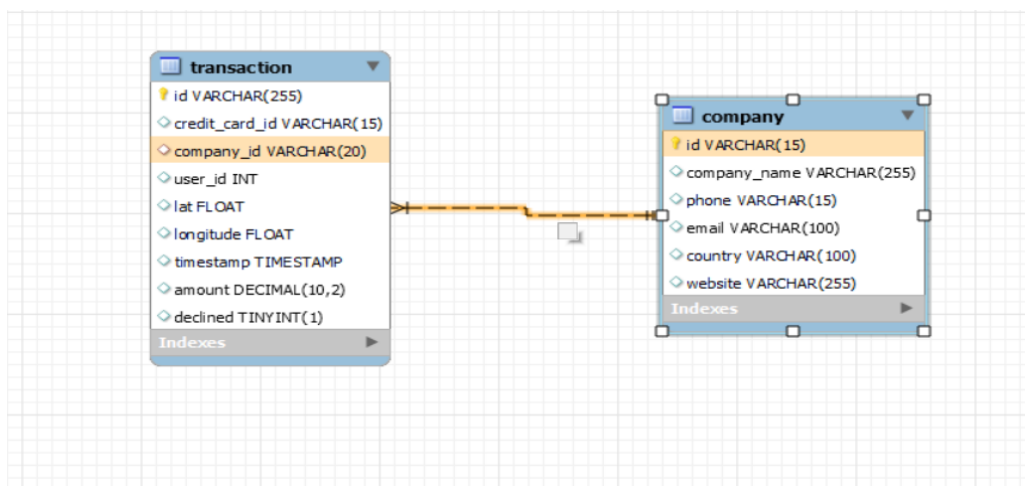 transaction
id VARCHAR(255)
credit_card_id VARCHAR(15)
company_id VARCHAR(20)
user_id INT
lat FLOAT
longitude FLOAT
timestamp TIMESTAMP
amount DECIMAL(10,2)
declined TINYINT(1)
Indexes
company
id VARCHAR(15)
company_name VARCHAR(255)
phone VARCHAR(15)
email VARCHAR(100)
country VARCHAR(100)
website VARCHAR(255)
Indexes